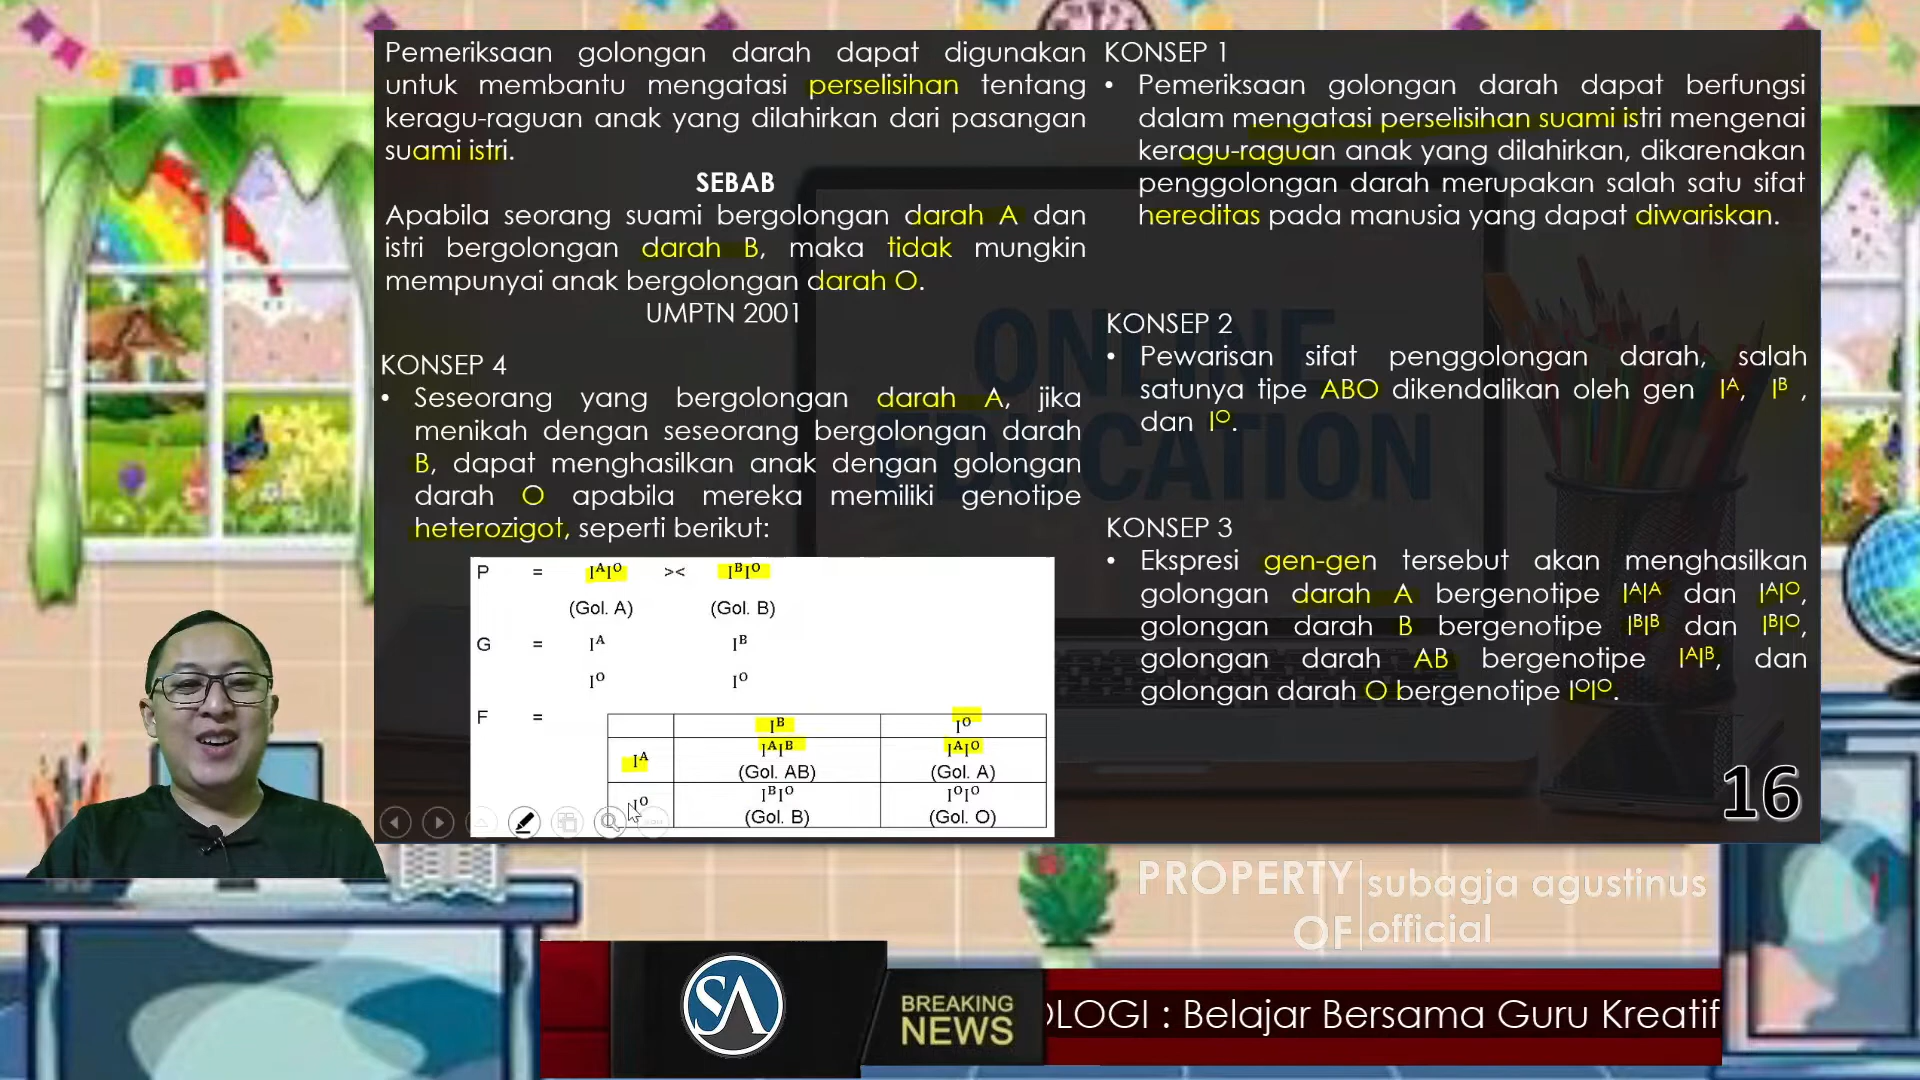 Pemeriksaan golongan darah dapat digunakan
untuk membantu mengatasi perselisihan tentang
keragu-raguan anak yang dilahirkan dari pasangan
suami istri.
SEBAB
Apabila seorang suami bergolongan darah A dan
istri bergolongan darah B, maka tidak mungkin
mempunyai anak bergolongan darah O.
UMPTN 2001
KONSEP 4
• Seseorang yang bergolongan darah A, jika
menikah dengan seseorang bergolongan darah
B, dapat menghasilkan anak dengan golongan
darah O apabila mereka memiliki genotipe
heterozigot, seperti berikut:
P = IᴬIᴼ >< IᴮIᴼ
(Gol. A) (Gol. B)
G = Iᴬ Iᴮ
Iᴼ Iᴼ
F =
Iᴮ Iᴼ
Iᴬ IᴬIᴮ IᴬIᴼ
(Gol. AB) (Gol. A)
Iᴼ IᴮIᴼ IᴼIᴼ
(Gol. B) (Gol. O)
KONSEP 1
• Pemeriksaan golongan darah dapat berfungsi
dalam mengatasi perselisihan suami istri mengenai
keragu-raguan anak yang dilahirkan, dikarenakan
penggolongan darah merupakan salah satu sifat
hereditas pada manusia yang dapat diwariskan.
KONSEP 2
• Pewarisan sifat penggolongan darah, salah
satunya tipe ABO dikendalikan oleh gen Iᴬ, Iᴮ ,
dan Iᴼ.
KONSEP 3
• Ekspresi gen-gen tersebut akan menghasilkan
golongan darah A bergenotipe IᴬIᴬ dan IᴬIᴼ,
golongan darah B bergenotipe IᴮIᴮ dan IᴮIᴼ,
golongan darah AB bergenotipe IᴬIᴮ, dan
golongan darah O bergenotipe IᴼIᴼ.
16
ONLINE
EDUCATION
PROPERTY OF
subagja agustinus
official
SA
BREAKING
NEWS
OLOGI : Belajar Bersama Guru Kreatif